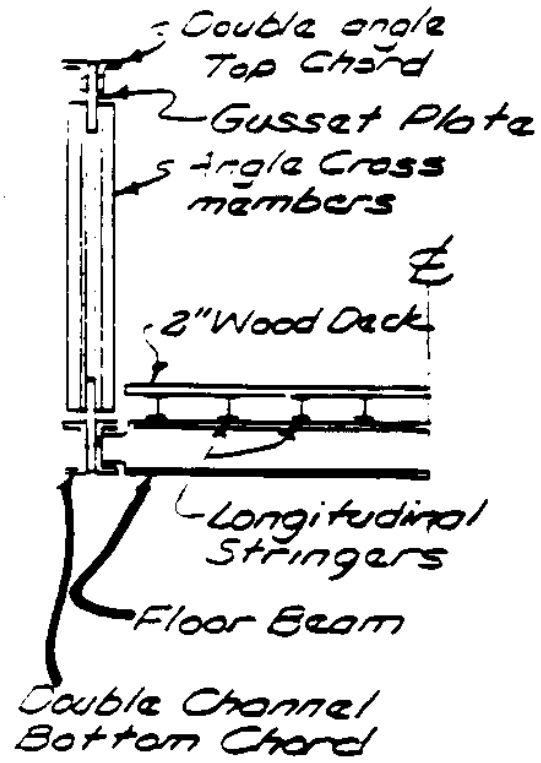 Double angle
Top Chord
Gusset Plate
Angle Cross
members
℄
2" Wood Deck
Longitudinal
Stringers
Floor Beam
Double Channel
Bottom Chord